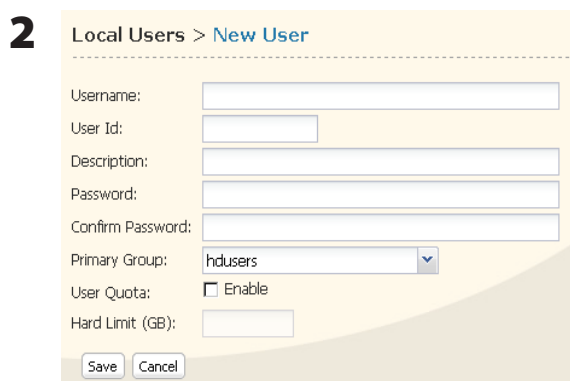 2
Local Users > New User
Username:
User Id:
Description:
Password:
Confirm Password:
Primary Group: hdusers
User Quota: Enable
Hard Limit (GB):
Save Cancel